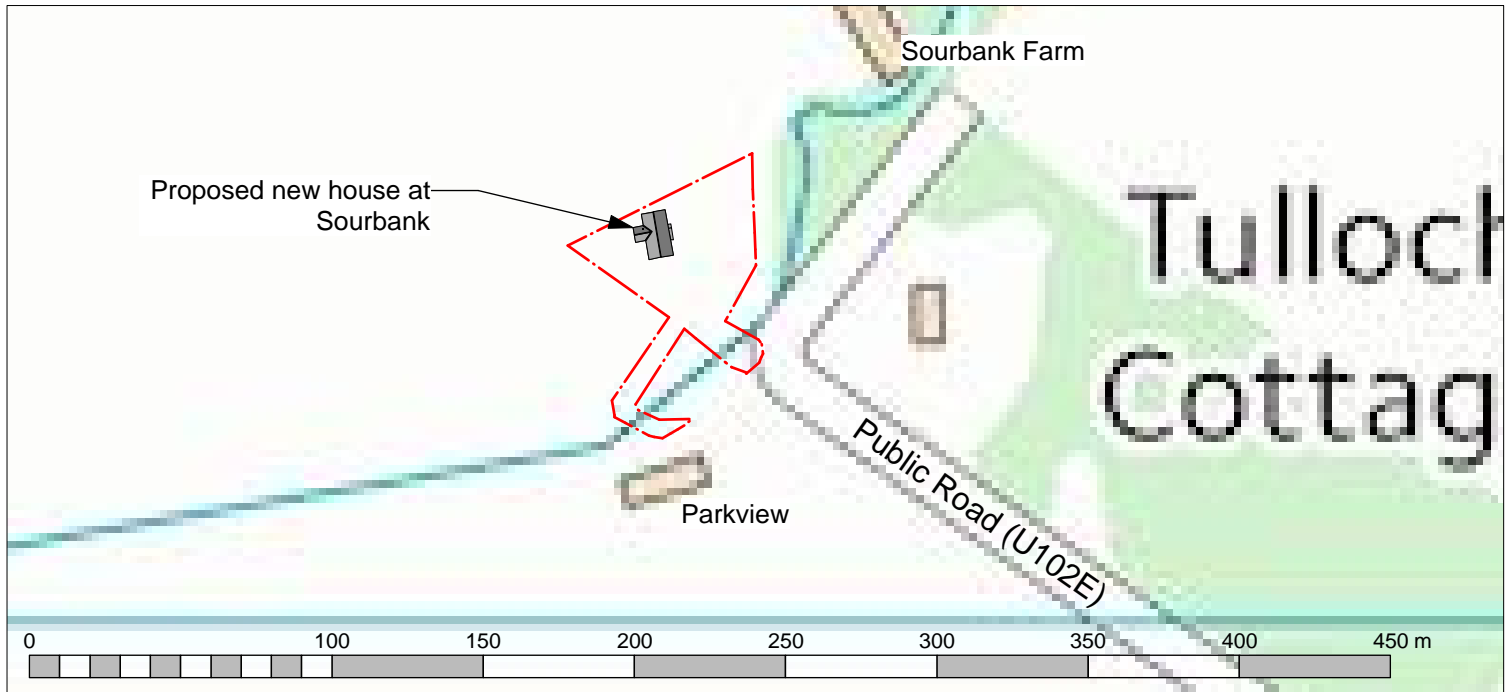 Sourbank Farm
Proposed new house at
Sourbank
Tulloch
Cottag
Public Road (U102E)
Parkview
0 100 150 200 250 300 350 400 450 m